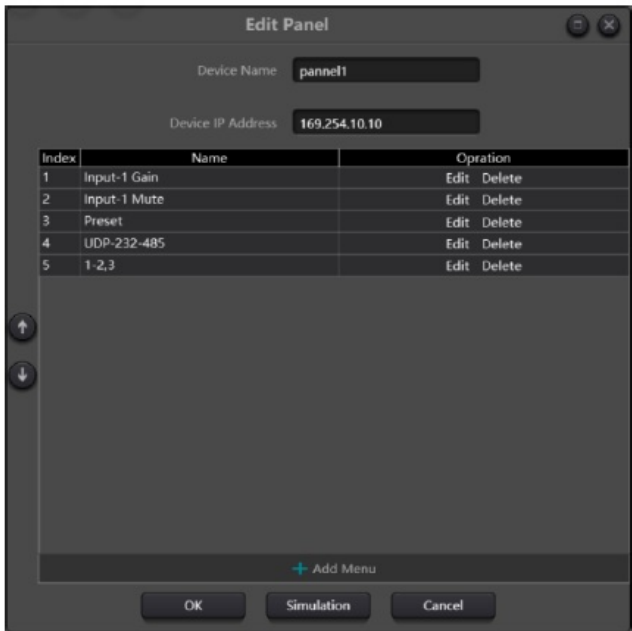 Edit Panel
Device Name pannel1
Device IP Address 169.254.10.10
Index Name Opration
1 Input-1 Gain Edit Delete
2 Input-1 Mute Edit Delete
3 Preset Edit Delete
4 UDP-232-485 Edit Delete
5 1-2,3 Edit Delete
Add Menu
OK Simulation Cancel